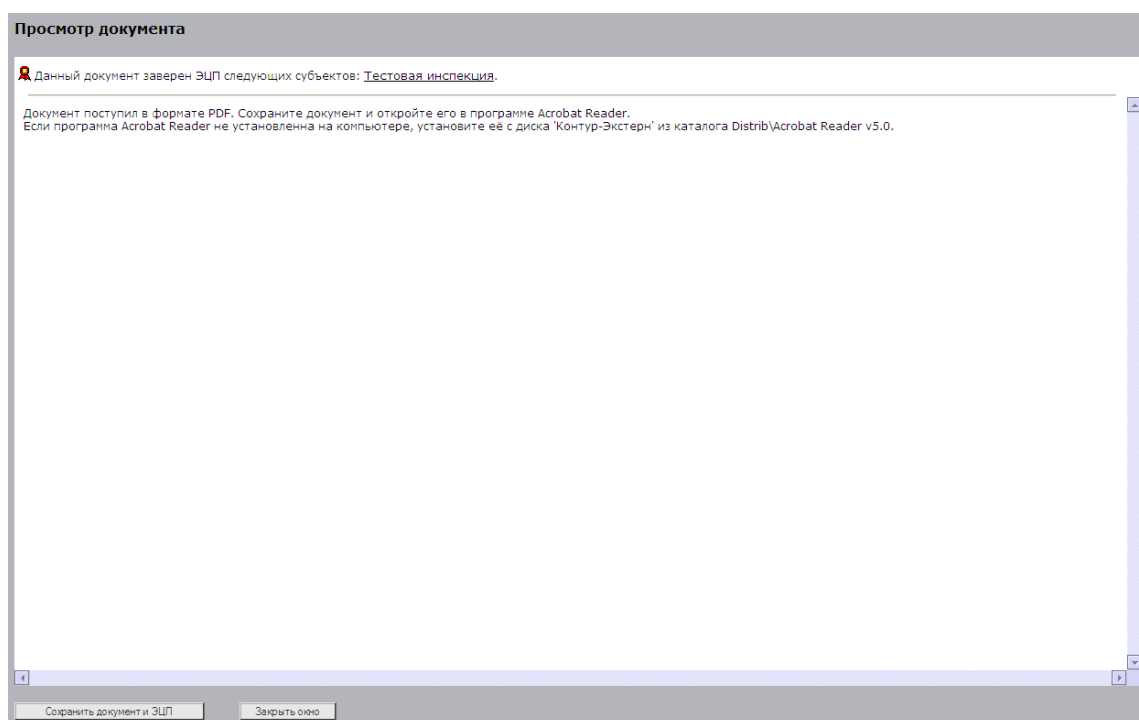 Просмотр документа
Данный документ заверен ЭЦП следующих субъектов: Тестовая инспекция.
Документ поступил в формате PDF. Сохраните документ и откройте его в программе Acrobat Reader.
Если программа Acrobat Reader не установленна на компьютере, установите её с диска 'Контур-Экстерн' из каталога Distrib\Acrobat Reader v5.0.
Сохранить документ и ЭЦП
Закрыть окно